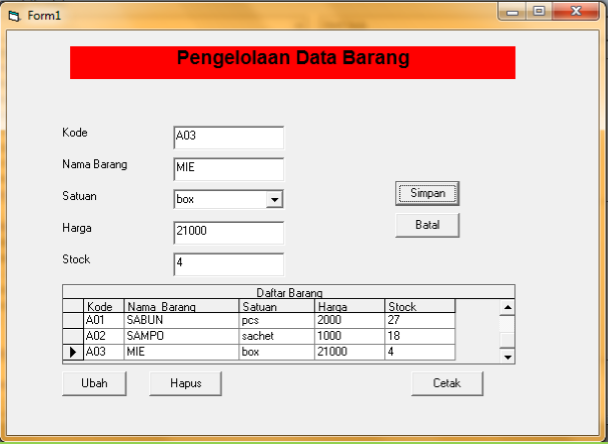 Form1
Pengelolaan Data Barang
Kode A03
Nama Barang MIE
Satuan box
Harga 21000
Stock 4
Simpan
Batal
Daftar Barang
Kode Nama Barang Satuan Harga Stock
A01 SABUN pcs 2000 27
A02 SAMPO sachet 1000 18
A03 MIE box 21000 4
Ubah Hapus Cetak